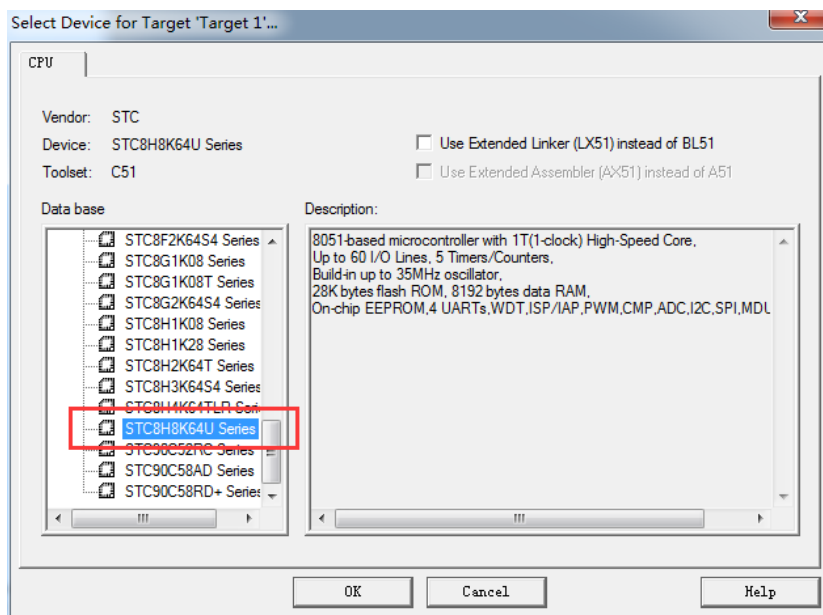 Select Device for Target 'Target 1'...
CPU
Vendor: STC
Device: STC8H8K64U Series
Toolset: C51
Use Extended Linker (LX51) instead of BL51
Use Extended Assembler (AX51) instead of A51
Data base
STC8F2K64S4 Series
STC8G1K08 Series
STC8G1K08T Series
STC8G2K64S4 Series
STC8H1K08 Series
STC8H1K28 Series
STC8H2K64T Series
STC8H3K64S4 Series
STC8H4K64TLR Seri
STC8H8K64U Series
STC90C52RC Series
STC90C58AD Series
STC90C58RD+ Series
Description:
8051-based microcontroller with 1T(1-clock) High-Speed Core,
Up to 60 I/O Lines, 5 Timers/Counters,
Build-in up to 35MHz oscillator,
28K bytes flash ROM, 8192 bytes data RAM,
On-chip EEPROM,4 UARTs,WDT,ISP/IAP,PWM,CMP,ADC,I2C,SPI,MDU
OK
Cancel
Help